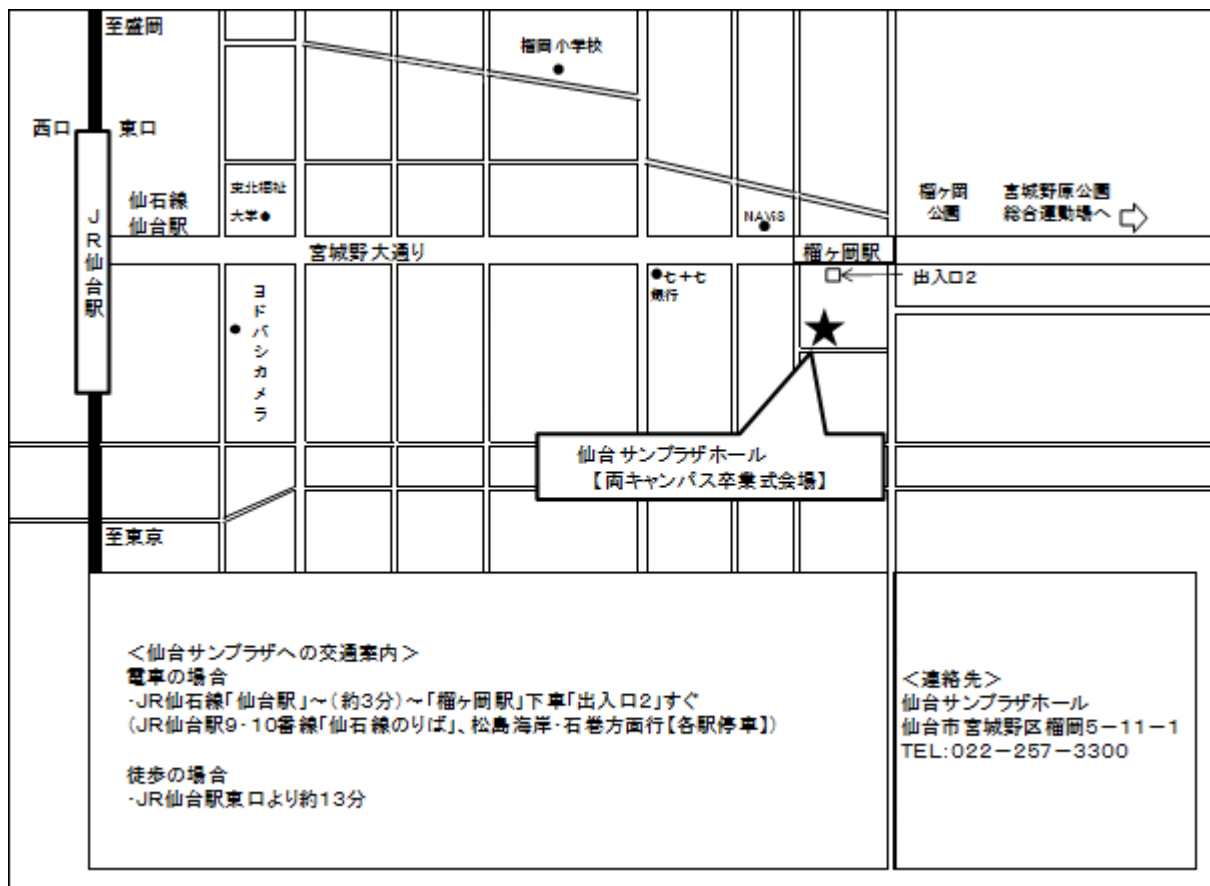 至盛岡
榴岡小学校
西口
東口
JR仙台駅
仙石線
仙台駅
東北福祉
大学●
NAViS
榴ヶ岡
公園
宮城野原公園
総合運動場へ
宮城野大通り
榴ヶ岡駅
出入口2
●七十七
銀行
ヨドバシカメラ
仙台サンプラザホール
【両キャンパス卒業式会場】
至東京
<仙台サンプラザへの交通案内>
電車の場合
・JR仙石線「仙台駅」~(約3分)~「榴ヶ岡駅」下車「出入口2」すぐ
(JR仙台駅9・10番線「仙石線のりば」、松島海岸・石巻方面行【各駅停車】)
徒歩の場合
・JR仙台駅東口より約13分
<連絡先>
仙台サンプラザホール
仙台市宮城野区榴岡5-11-1
TEL:022-257-3300